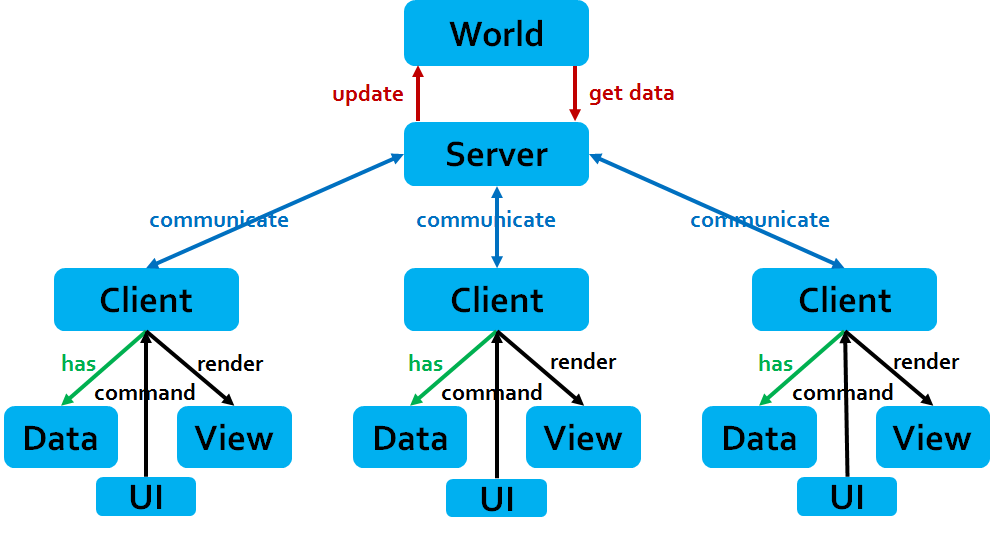 World
update
get data
Server
communicate
communicate
communicate
Client
Client
Client
has
render
command
has
render
command
has
render
command
Data
View
Data
View
Data
View
UI
UI
UI